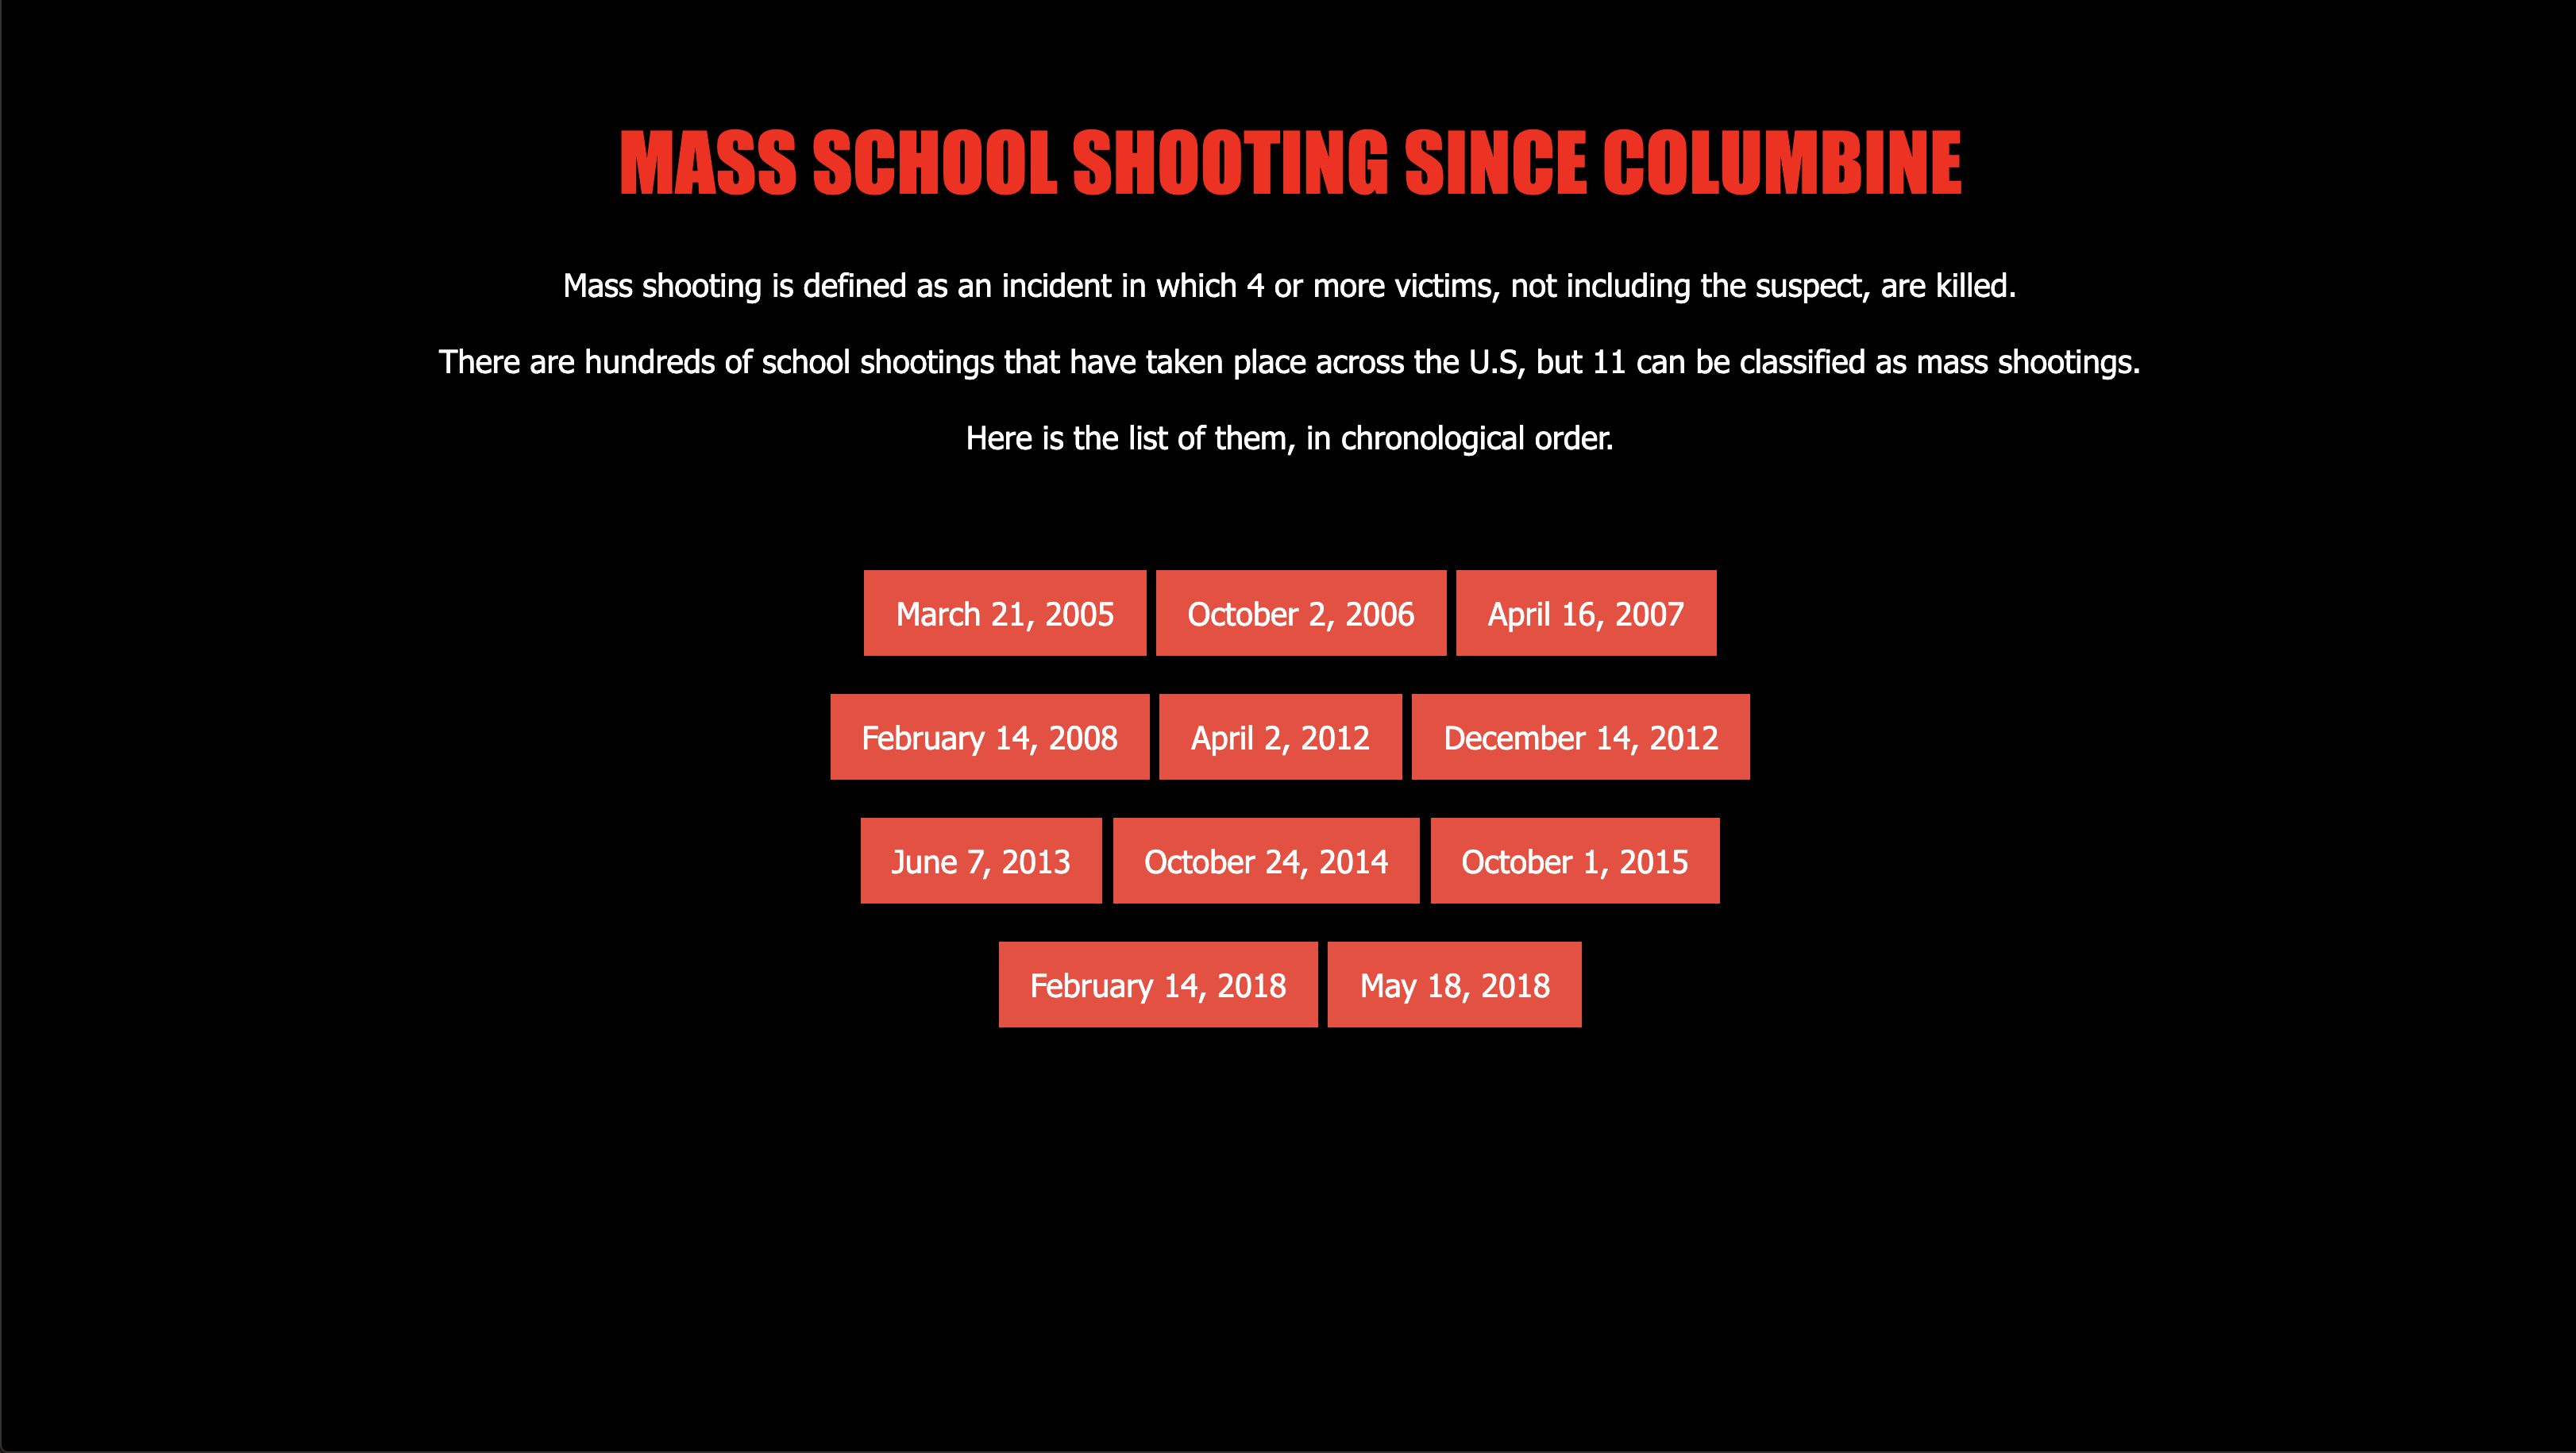 MASS SCHOOL SHOOTING SINCE COLUMBINE
Mass shooting is defined as an incident in which 4 or more victims, not including the suspect, are killed.
There are hundreds of school shootings that have taken place across the U.S, but 11 can be classified as mass shootings.
Here is the list of them, in chronological order.
March 21, 2005 October 2, 2006 April 16, 2007
February 14, 2008 April 2, 2012 December 14, 2012
June 7, 2013 October 24, 2014 October 1, 2015
February 14, 2018 May 18, 2018